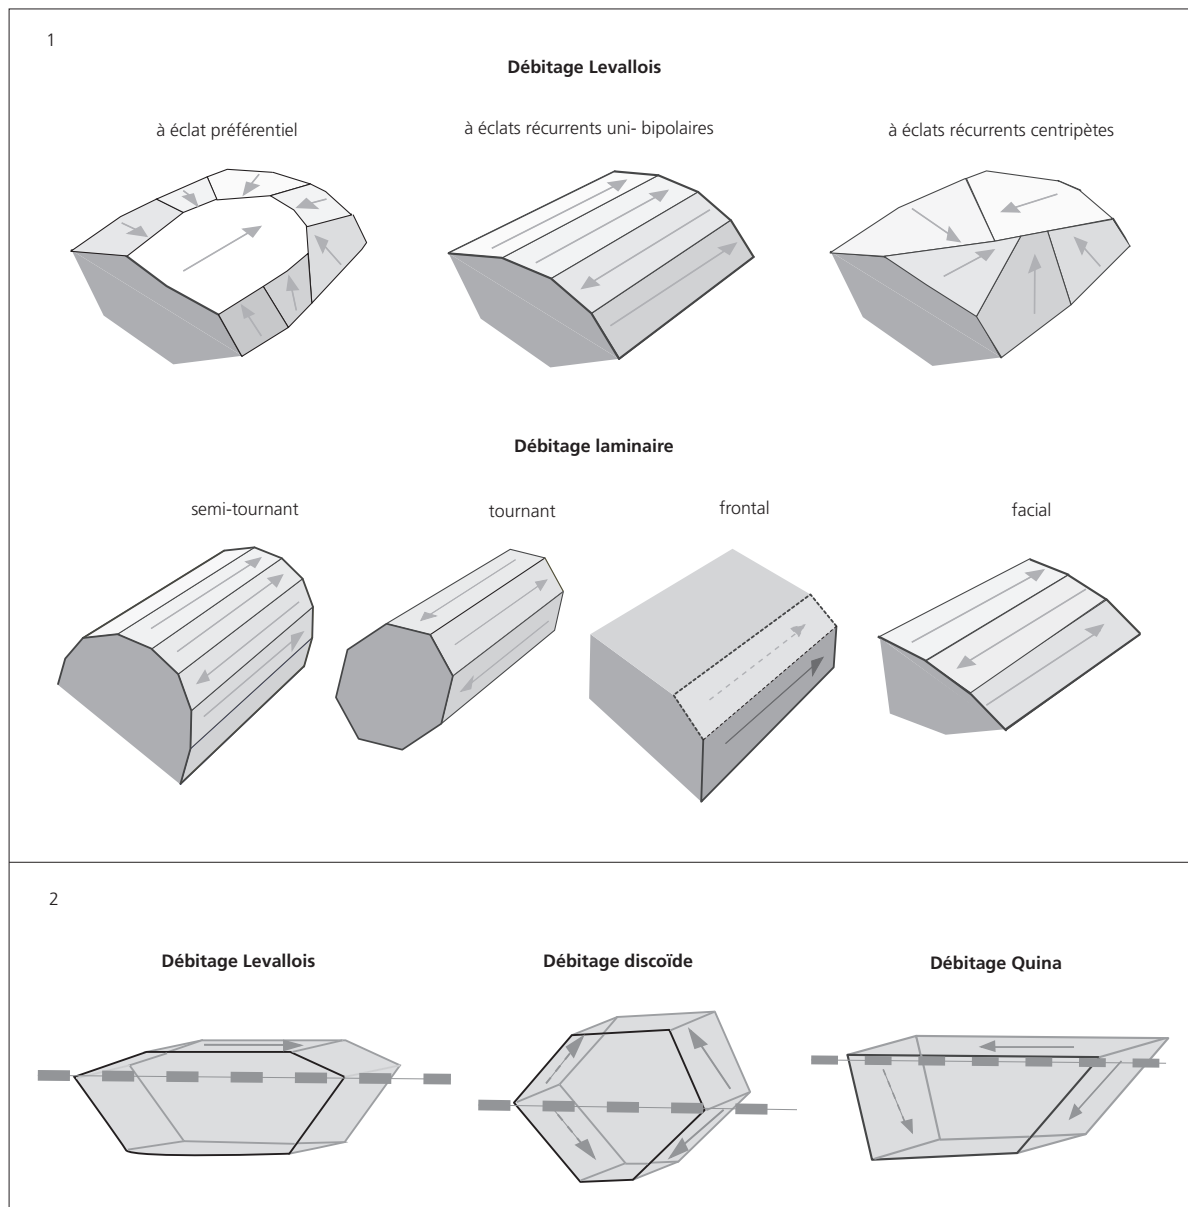 1
Débitage Levallois
à éclat préférentiel
à éclats récurrents uni- bipolaires
à éclats récurrents centripètes
Débitage laminaire
semi-tournant
tournant
frontal
facial
2
Débitage Levallois
Débitage discoïde
Débitage Quina